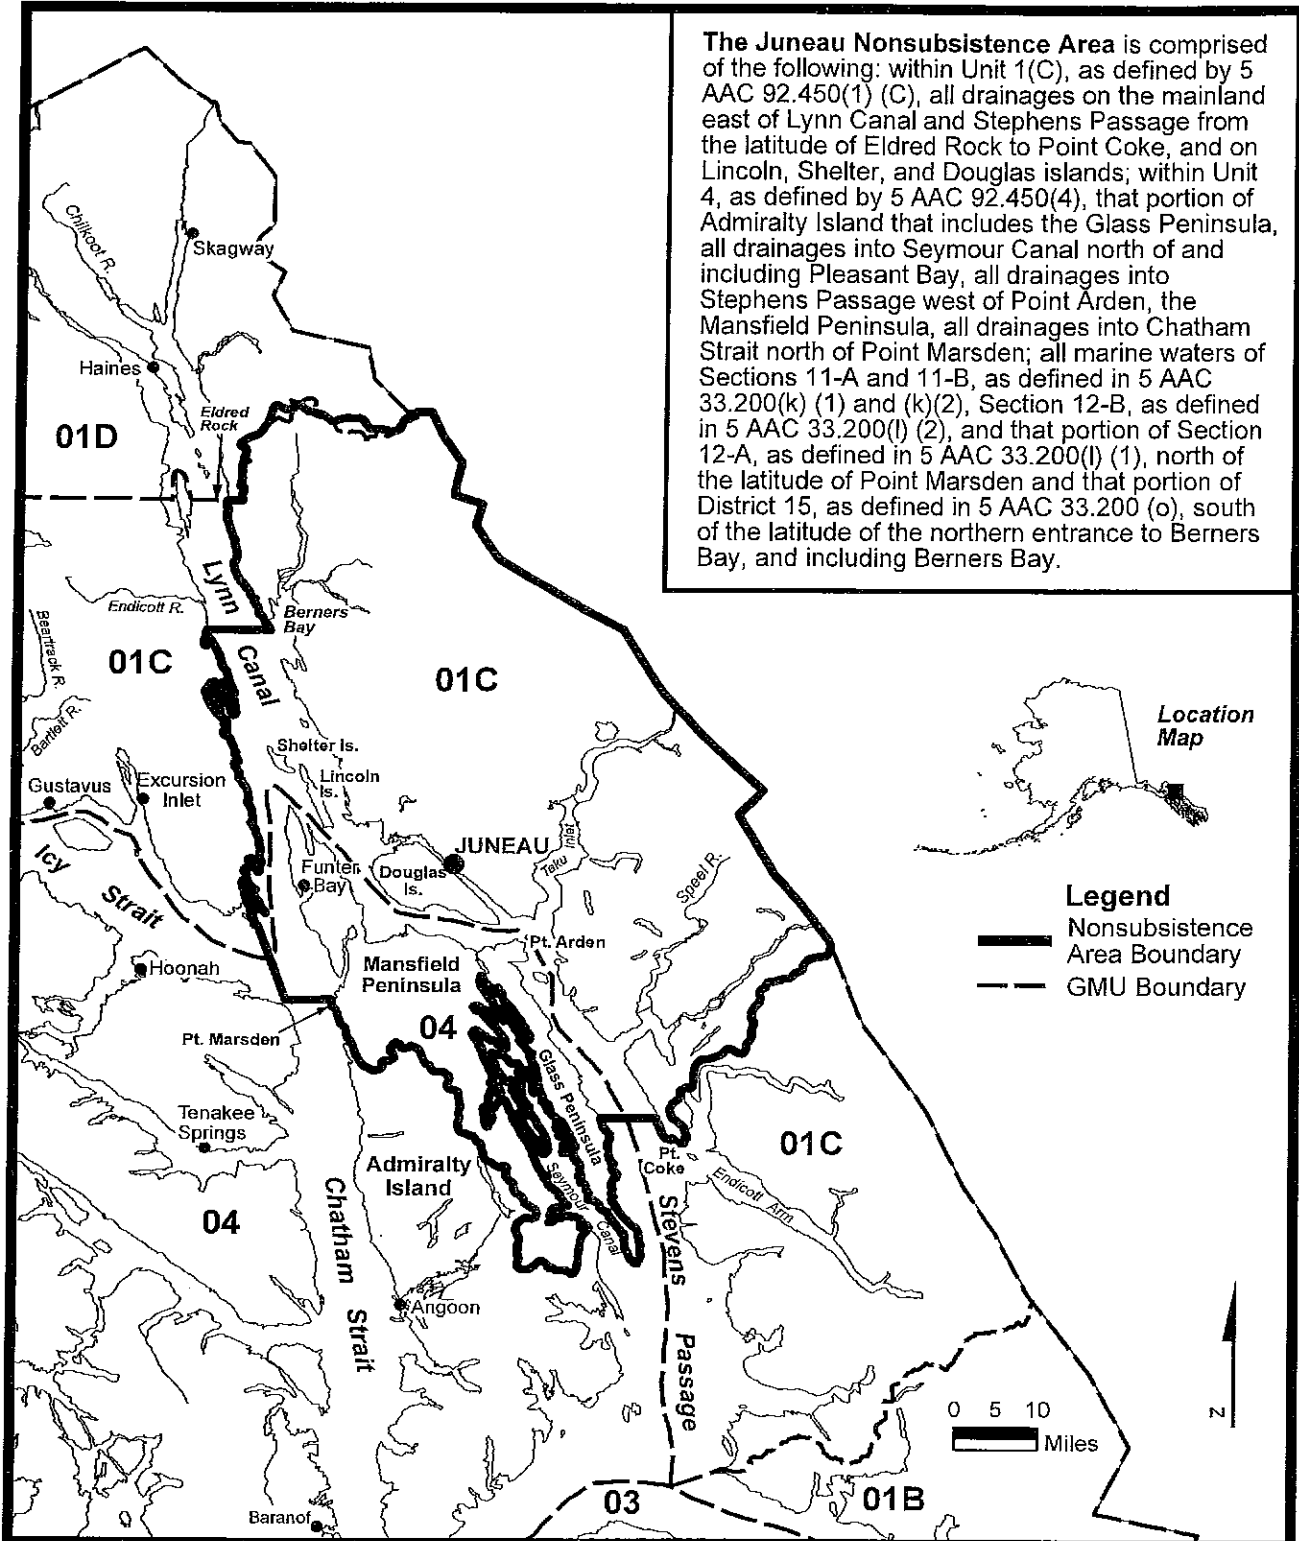 The Juneau Nonsubsistence Area is comprised
of the following: within Unit 1(C), as defined by 5
AAC 92.450(1) (C), all drainages on the mainland
east of Lynn Canal and Stephens Passage from
the latitude of Eldred Rock to Point Coke, and on
Lincoln, Shelter, and Douglas islands; within Unit
4, as defined by 5 AAC 92.450(4), that portion of
Admiralty Island that includes the Glass Peninsula,
all drainages into Seymour Canal north of and
including Pleasant Bay, all drainages into
Stephens Passage west of Point Arden, the
Mansfield Peninsula, all drainages into Chatham
Strait north of Point Marsden; all marine waters of
Sections 11-A and 11-B, as defined in 5 AAC
33.200(k) (1) and (k)(2), Section 12-B, as defined
in 5 AAC 33.200(l) (2), and that portion of Section
12-A, as defined in 5 AAC 33.200(l) (1), north of
the latitude of Point Marsden and that portion of
District 15, as defined in 5 AAC 33.200 (o), south
of the latitude of the northern entrance to Berners
Bay, and including Berners Bay.
Chilkoot R.
Skagway
Haines
Eldred
Rock
01D
Lynn
Canal
Endicott R.
Berners
Bay
Beartrack R.
01C
01C
Bartlett R.
Shelter Is.
Lincoln
Is.
Gustavus
Excursion
Inlet
Location
Map
JUNEAU
Taku Inlet
Icy
Strait
Funter
Bay
Douglas
Is.
Speel R.
Legend
Nonsubsistence
Area Boundary
GMU Boundary
Pt. Arden
Hoonah
Mansfield
Peninsula
Pt. Marsden
04
Glass Peninsula
Tenakee
Springs
01C
Pt.
Coke
Admiralty
Island
Seymour Canal
Endicott Arm
04
Chatham
Strait
Stevens
Passage
Angoon
0 5 10
Miles
Z
Baranof
03
01B